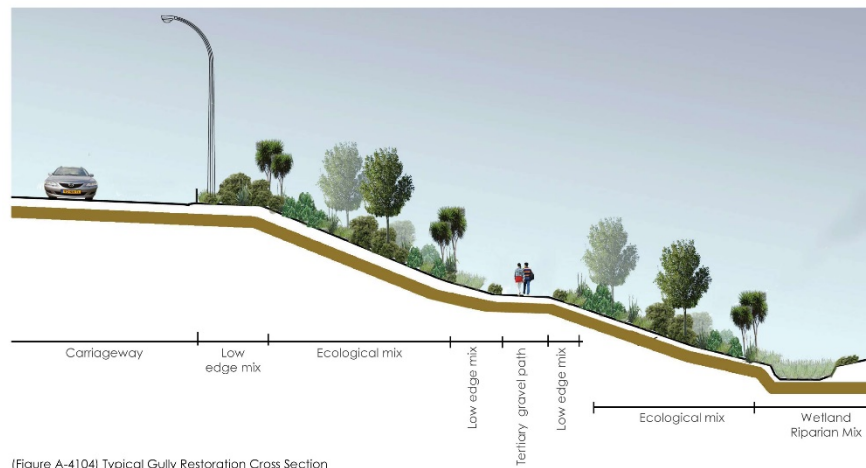 Carriageway
Low
edge mix
Ecological mix
Low edge mix
Tertiary gravel path
Low edge mix
Ecological mix
Wetland
Riparian Mix
(Figure A-4104) Typical Gully Restoration Cross Section